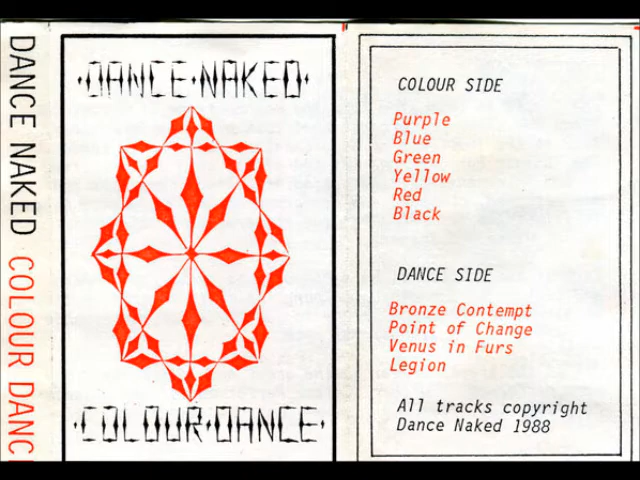 DANCE NAKED COLOUR DANC
·DANCE·NAKED·
·COLOUR·DANCE·
COLOUR SIDE
Purple
Blue
Green
Yellow
Red
Black
DANCE SIDE
Bronze Contempt
Point of Change
Venus in Furs
Legion
All tracks copyright
Dance Naked 1988